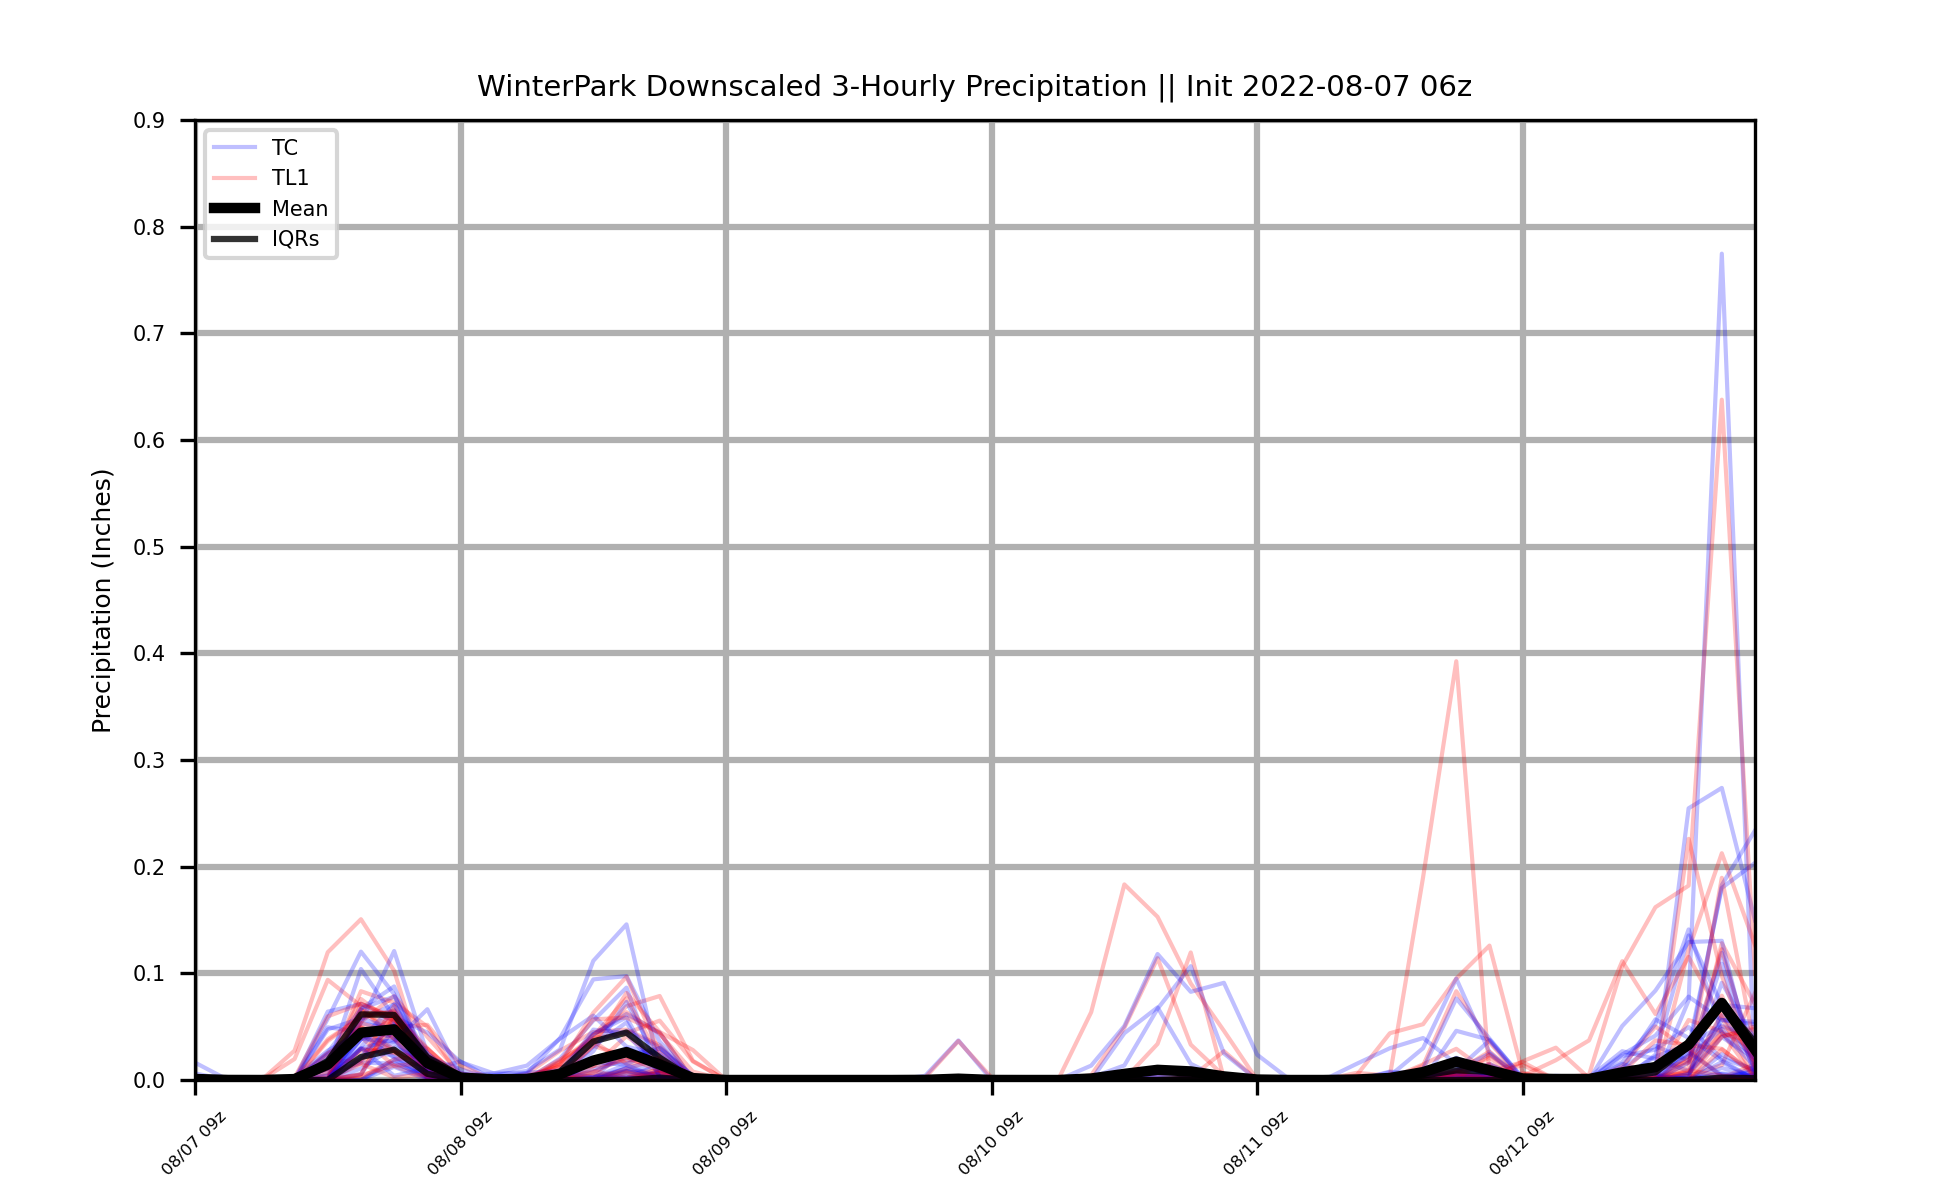 WinterPark Downscaled 3-Hourly Precipitation || Init 2022-08-07 06z
0.9
0.8
0.7
0.6
0.5
0.4
0.3
0.2
0.1
0.0
Precipitation (Inches)
TC
TL1
Mean
IQRs
08/07 09z
08/08 09z
08/09 09z
08/10 09z
08/11 09z
08/12 09z